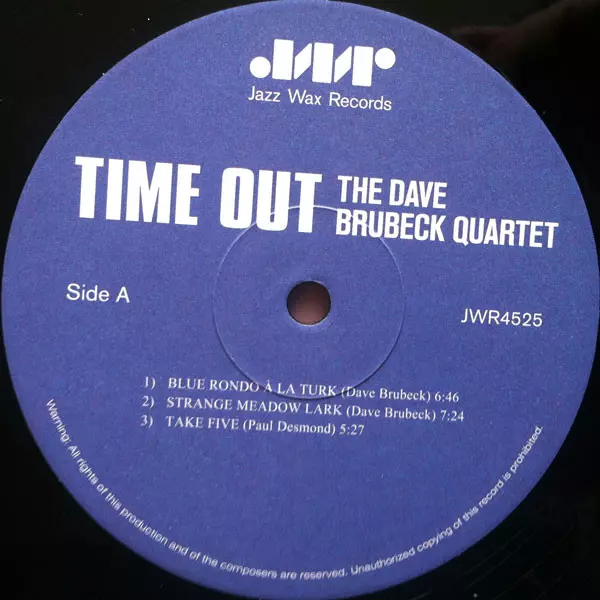 JWR
Jazz Wax Records
TIME OUT
THE DAVE
BRUBECK QUARTET
Side A
JWR4525
1) BLUE RONDO À LA TURK (Dave Brubeck) 6:46
2) STRANGE MEADOW LARK (Dave Brubeck) 7:24
3) TAKE FIVE (Paul Desmond) 5:27
Warning: All rights of this production and of the composers are reserved. Unauthorized copying of this record is prohibited.